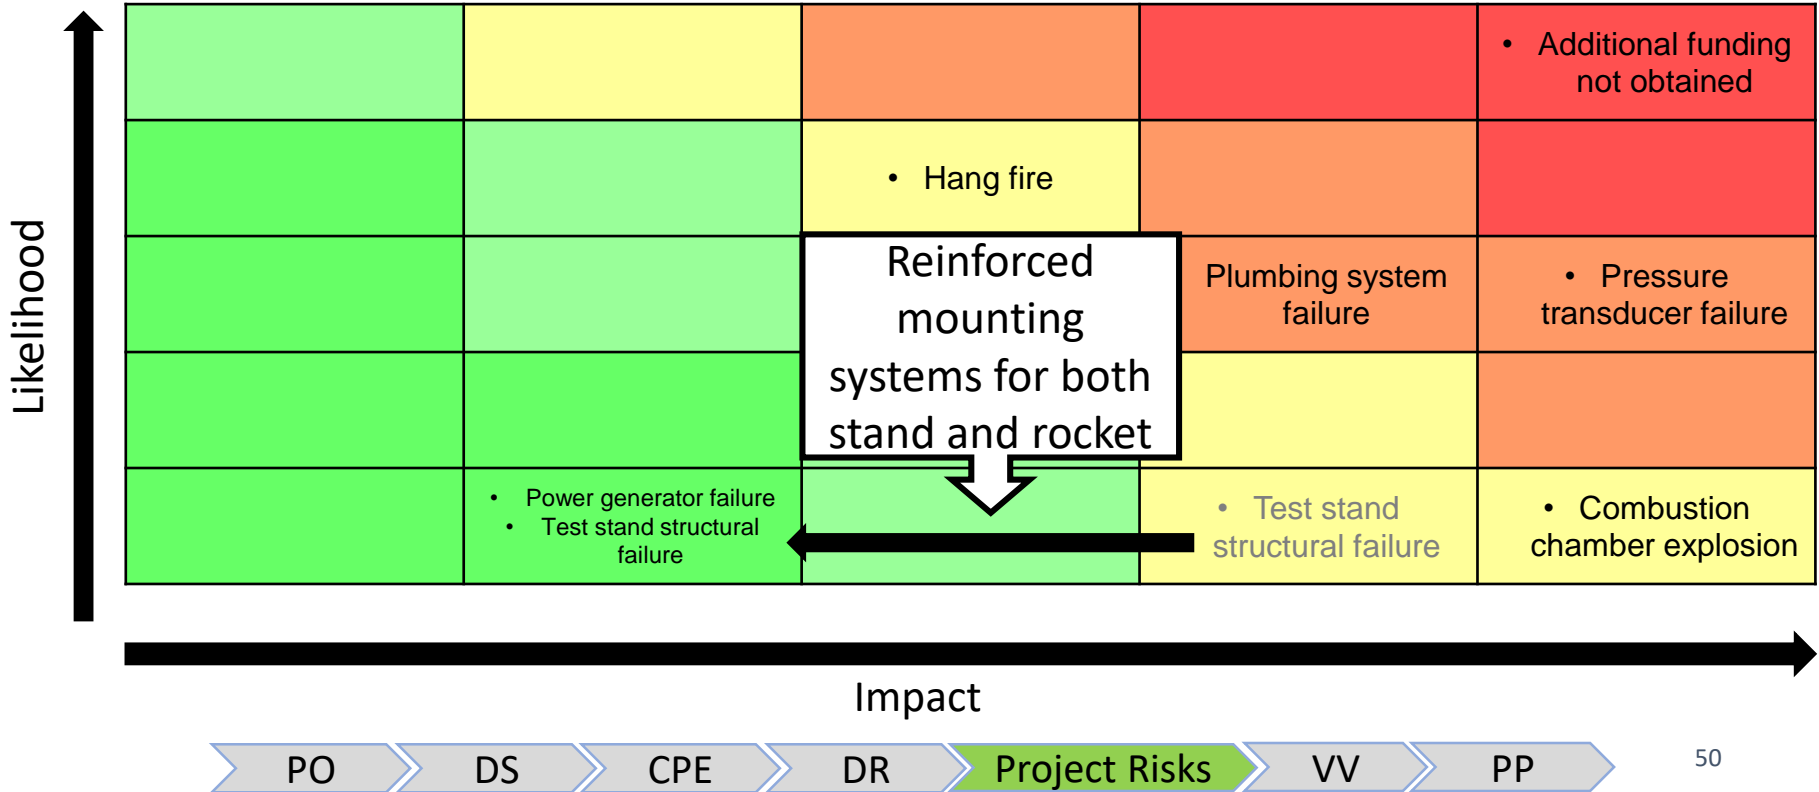 • Additional funding
not obtained
• Hang fire
Likelihood
Reinforced
mounting
systems for both
stand and rocket
Plumbing system
failure
• Pressure
transducer failure
• Power generator failure
• Test stand structural
failure
• Test stand
structural failure
• Combustion
chamber explosion
Impact
PO
DS
CPE
DR
Project Risks
VV
PP
50